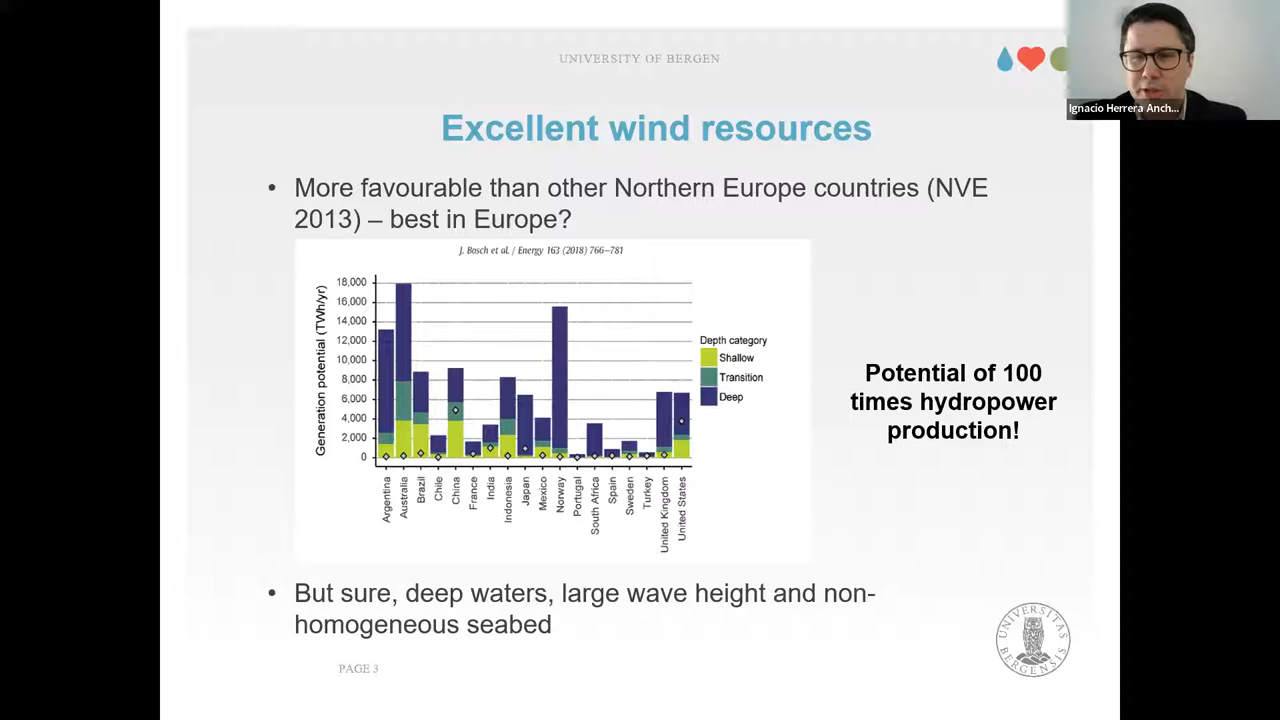 UNIVERSITY OF BERGEN
Ignacio Herrera Anch...
Excellent wind resources
• More favourable than other Northern Europe countries (NVE
2013) – best in Europe?
J. Bosch et al. / Energy 163 (2018) 766–781
Generation potential (TWh/yr)
18,000
16,000
14,000
12,000
10,000
8,000
6,000
4,000
2,000
0
Argentina
Australia
Brazil
Chile
China
France
India
Indonesia
Japan
Mexico
Norway
Portugal
South Africa
Spain
Sweden
Turkey
United Kingdom
United States
Depth category
Shallow
Transition
Deep
Potential of 100
times hydropower
production!
• But sure, deep waters, large wave height and non-
homogeneous seabed
UNIVERSITAS
BERGENSIS
PAGE 3